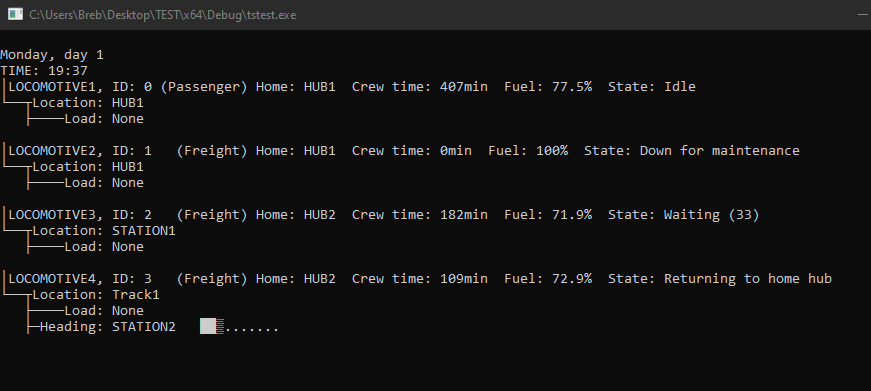 C:\Users\Breb\Desktop\TEST\x64\Debug\tstest.exe
Monday, day 1
TIME: 19:37
|LOCOMOTIVE1, ID: 0 (Passenger) Home: HUB1  Crew time: 407min  Fuel: 77.5%  State: Idle
└──┬Location: HUB1
   ├────Load: None
|LOCOMOTIVE2, ID: 1   (Freight) Home: HUB1  Crew time: 0min  Fuel: 100%  State: Down for maintenance
└──┬Location: HUB1
   ├────Load: None
|LOCOMOTIVE3, ID: 2   (Freight) Home: HUB2  Crew time: 182min  Fuel: 71.9%  State: Waiting (33)
└──┬Location: STATION1
   ├────Load: None
|LOCOMOTIVE4, ID: 3   (Freight) Home: HUB2  Crew time: 109min  Fuel: 72.9%  State: Returning to home hub
└──┬Location: Track1
   ├────Load: None
   ├─Heading: STATION2   ██▒.......